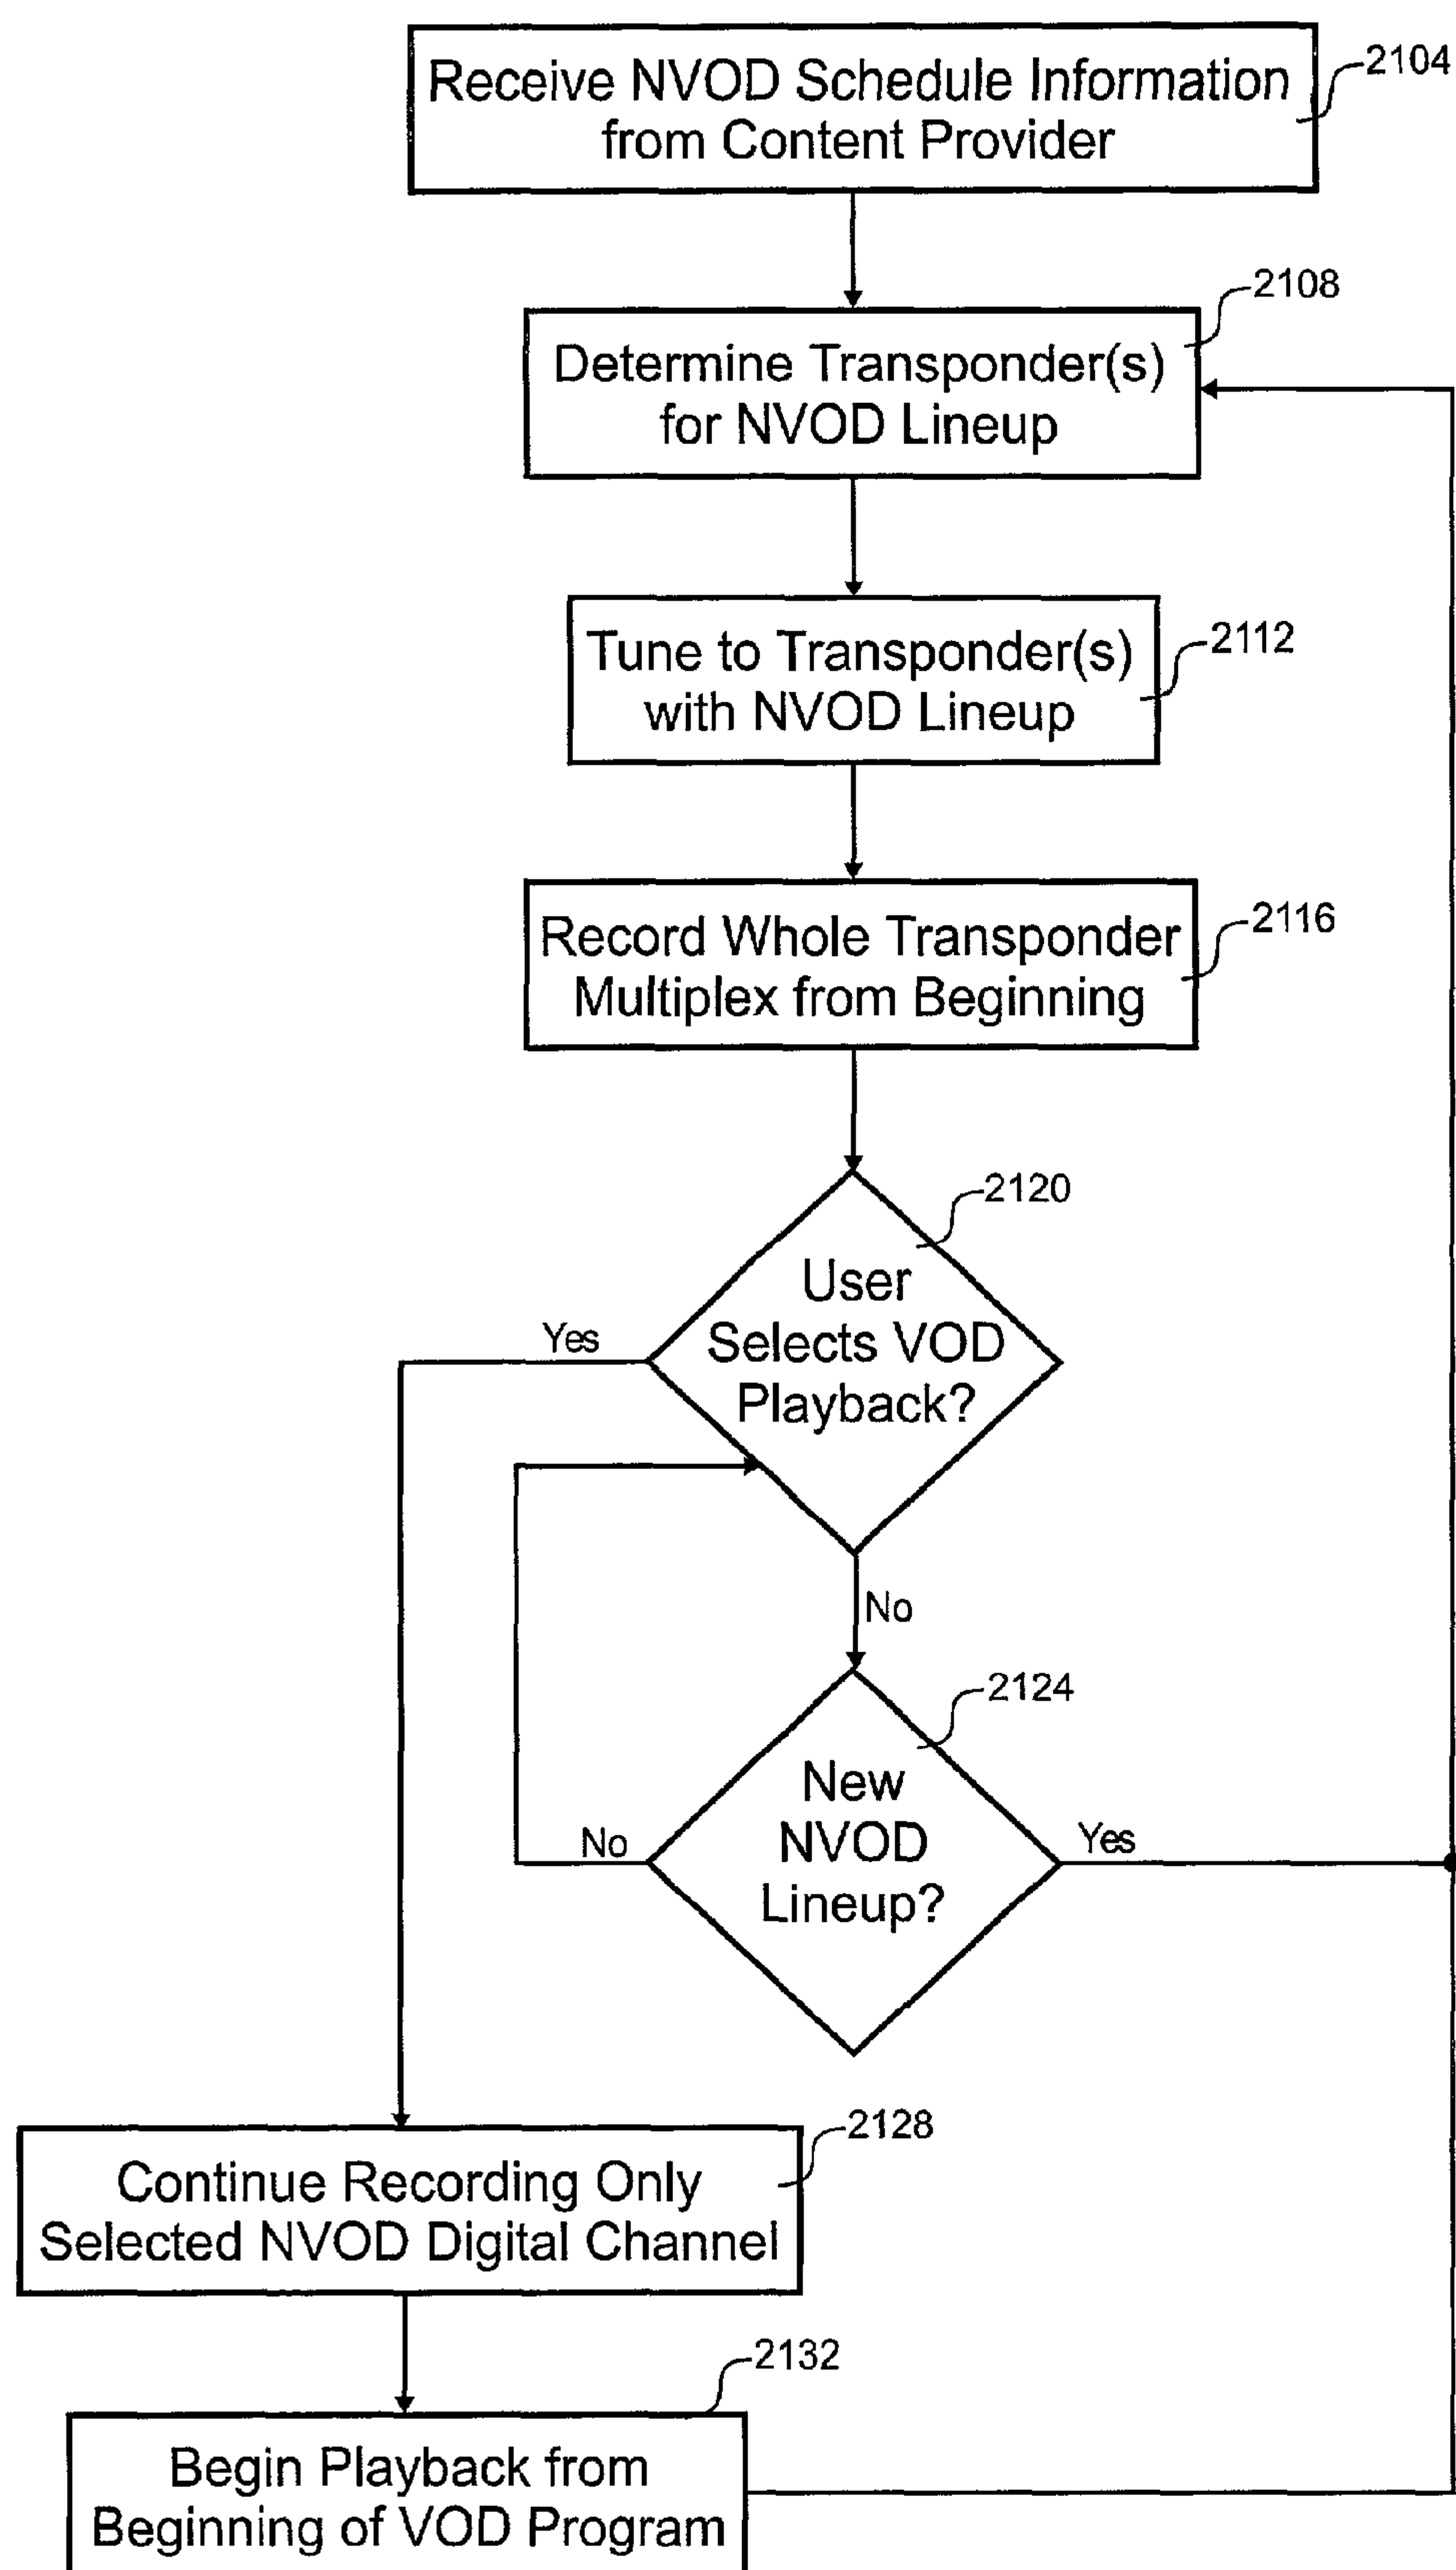 Receive NVOD Schedule Information
from Content Provider
2104
2108
Determine Transponder(s)
for NVOD Lineup
Tune to Transponder(s)
with NVOD Lineup
2112
Record Whole Transponder
Multiplex from Beginning
2116
2120
User
Selects VOD
Playback?
Yes
No
2124
New
NVOD
Lineup?
No
Yes
2128
Continue Recording Only
Selected NVOD Digital Channel
2132
Begin Playback from
Beginning of VOD Program